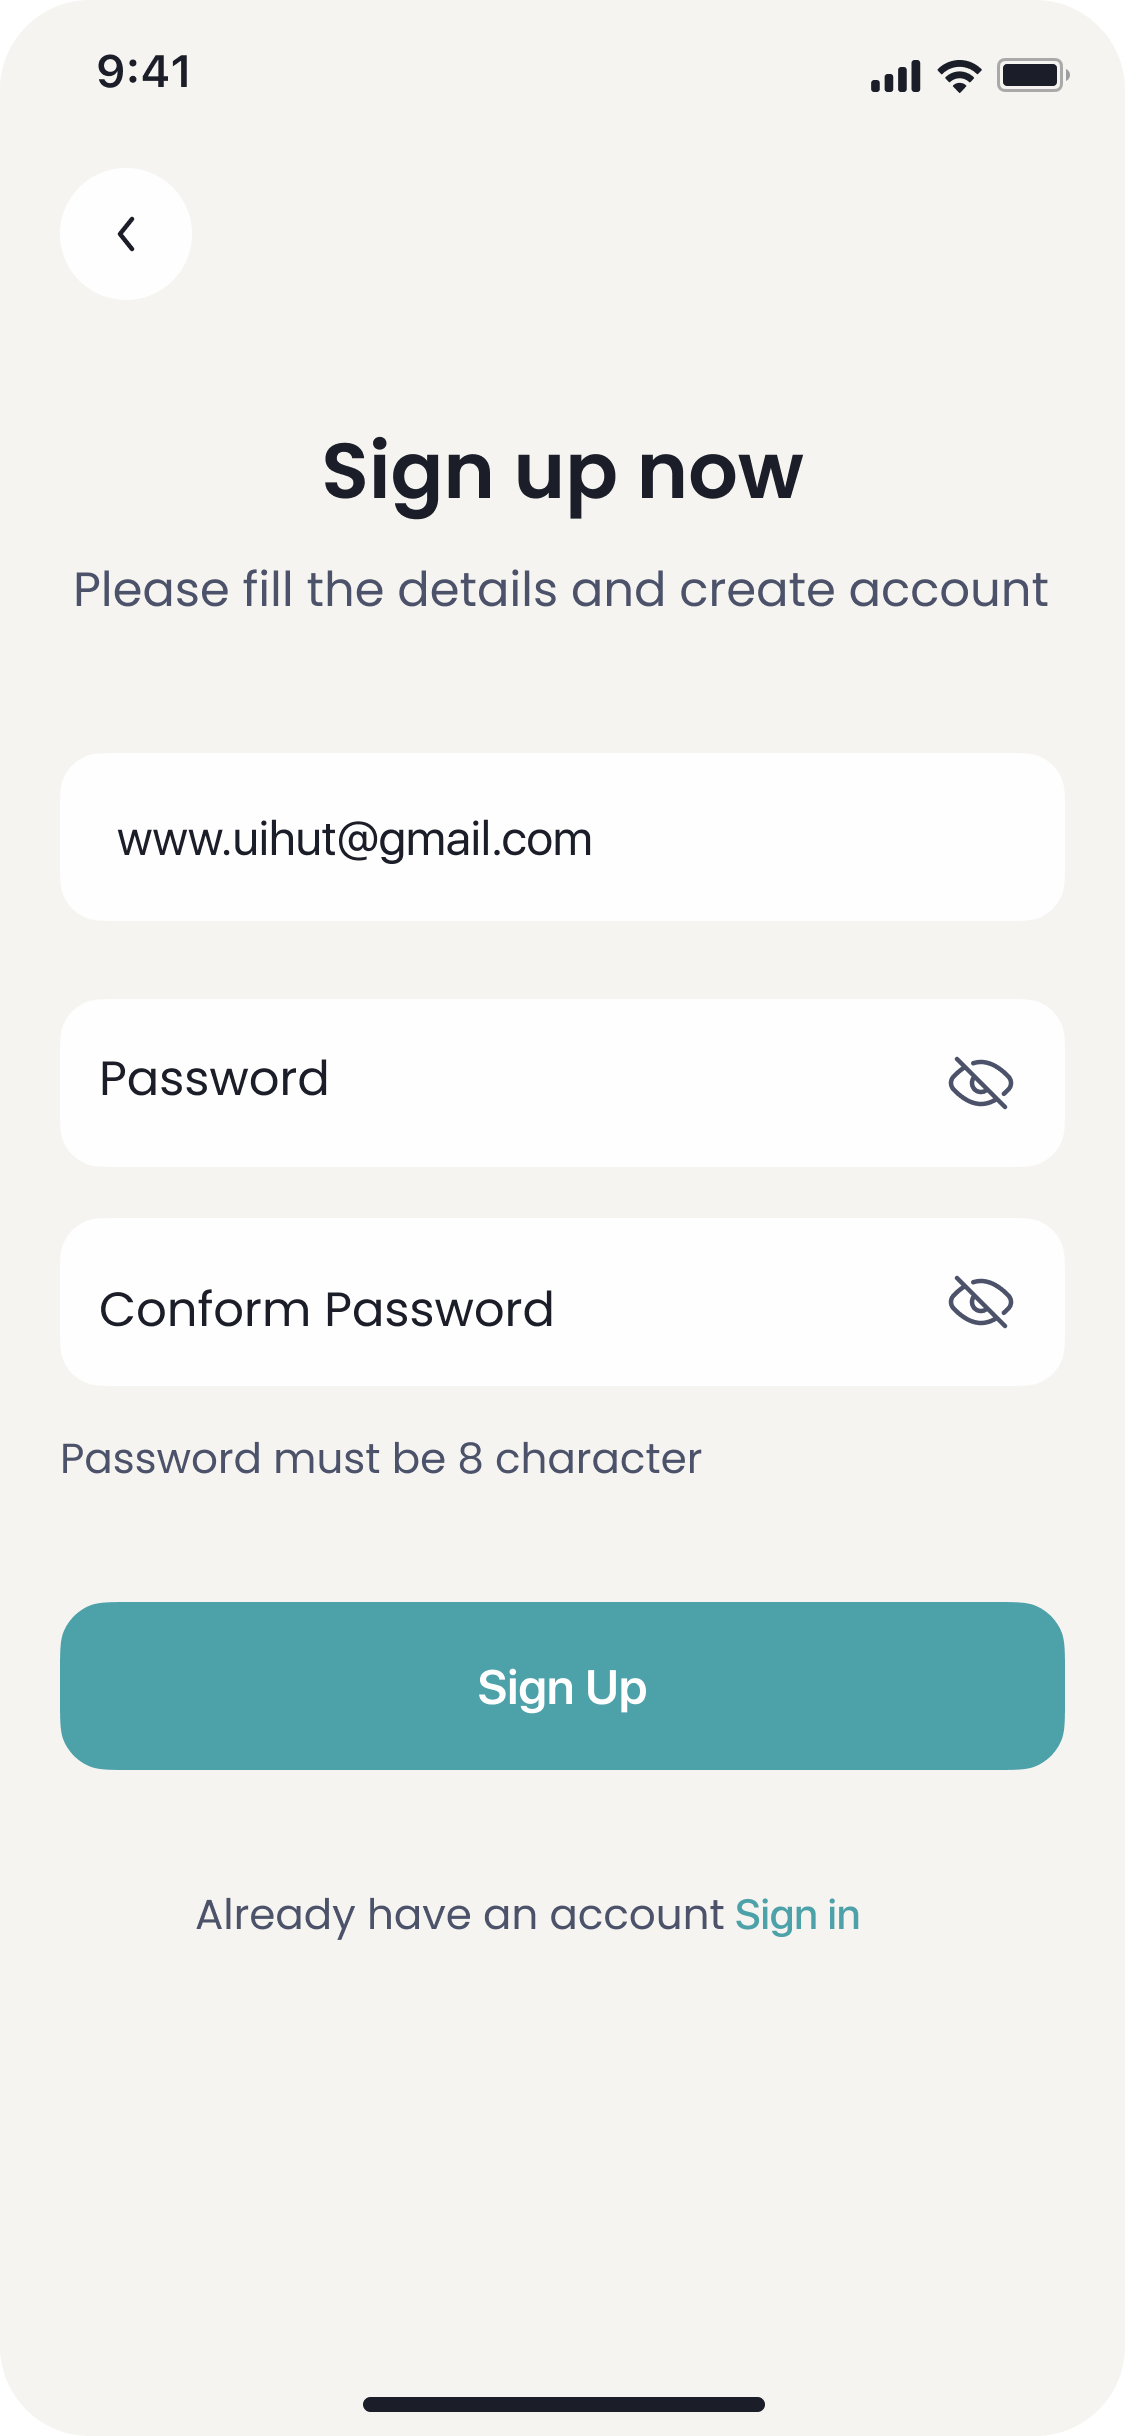 9:41
Sign up now
Please fill the details and create account
www.uihut@gmail.com
Password
Conform Password
Password must be 8 character
Sign Up
Already have an account Sign in